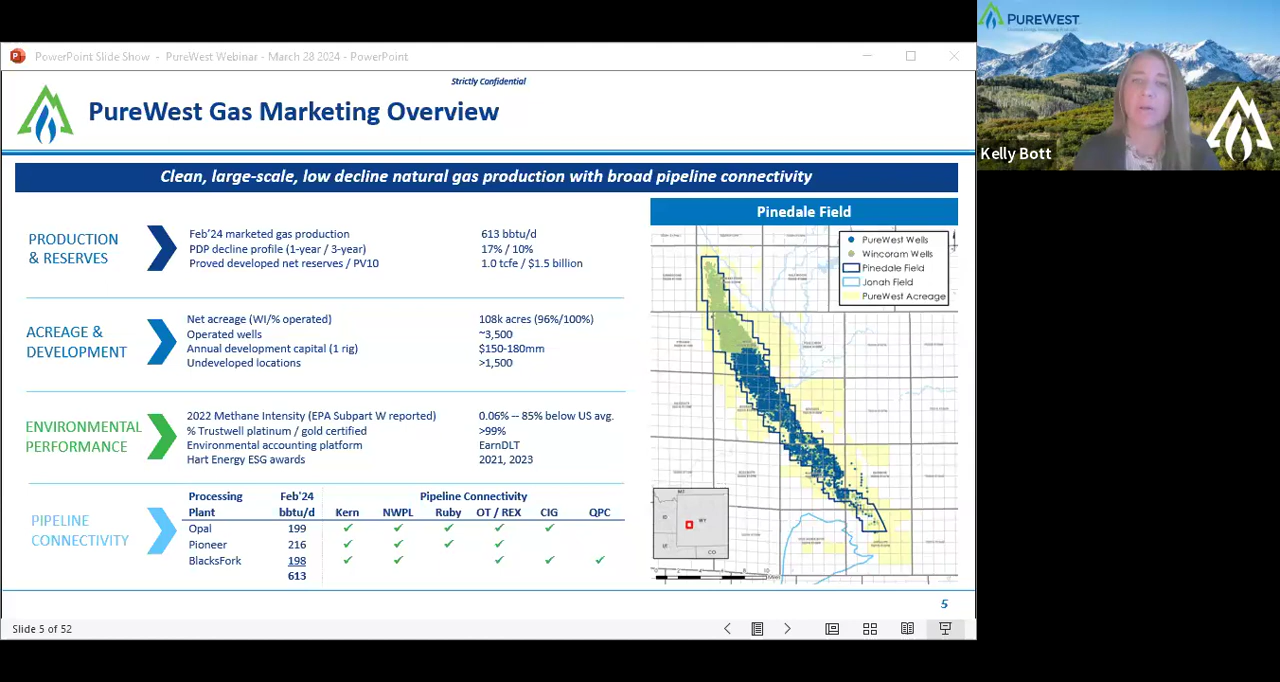 PowerPoint Slide Show - PureWest Webinar - March 28 2024 - PowerPoint
Strictly Confidential
PureWest Gas Marketing Overview
Clean, large-scale, low decline natural gas production with broad pipeline connectivity
PRODUCTION
& RESERVES
Feb'24 marketed gas production 613 bbtu/d
PDP decline profile (1-year / 3-year) 17% / 10%
Proved developed net reserves / PV10 1.0 tcfe / $1.5 billion
ACREAGE &
DEVELOPMENT
Net acreage (WI/% operated) 108k acres (96%/100%)
Operated wells ~3,500
Annual development capital (1 rig) $150-180mm
Undeveloped locations >1,500
ENVIRONMENTAL
PERFORMANCE
2022 Methane Intensity (EPA Subpart W reported) 0.06% -- 85% below US avg.
% Trustwell platinum / gold certified >99%
Environmental accounting platform EarnDLT
Hart Energy ESG awards 2021, 2023
PIPELINE
CONNECTIVITY
Processing Feb'24 Pipeline Connectivity
Plant bbtu/d Kern NWPL Ruby OT / REX CIG QPC
Opal 199 ✓ ✓ ✓ ✓ ✓
Pioneer 216 ✓ ✓ ✓ ✓
BlacksFork 198 ✓ ✓ ✓ ✓ ✓
613
Pinedale Field
PureWest Wells
Wincoram Wells
Pinedale Field
Jonah Field
PureWest Acreage
MT
ID
WY
UT
CO
5
Slide 5 of 52
PUREWEST
Kelly Bott